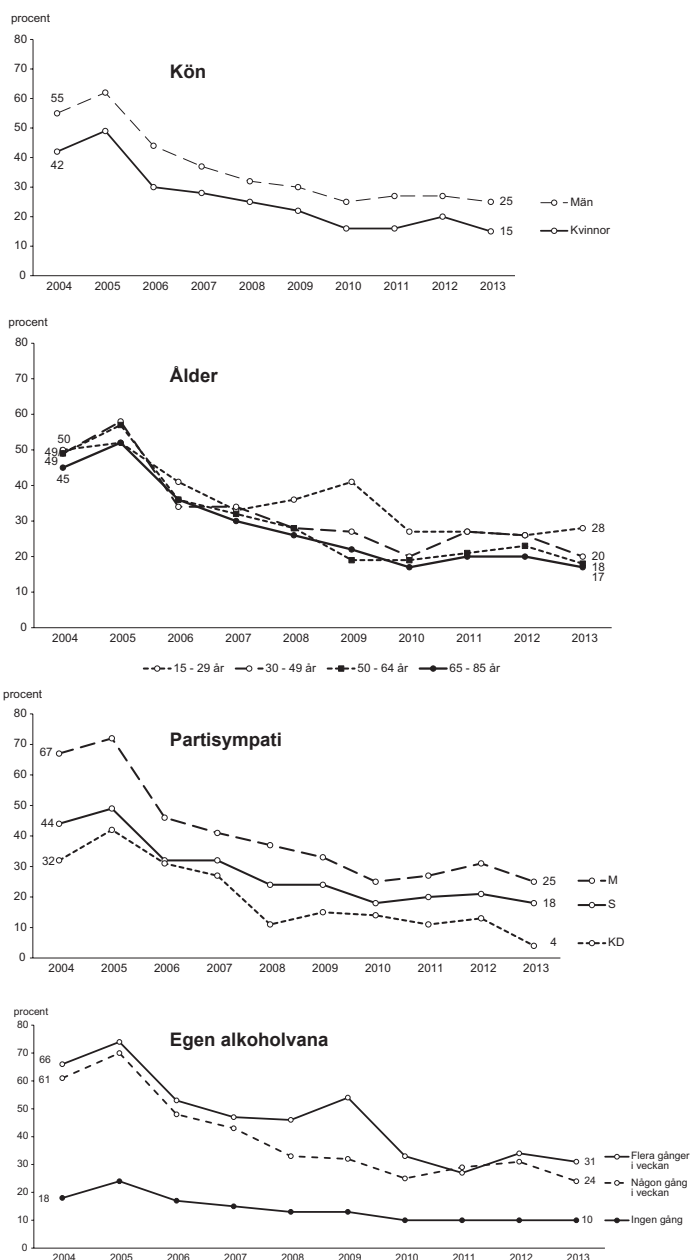 procent
80
Kön
70
60
55
50
42
40
30
25
Män
20
15
Kvinnor
10
0
2004 2005 2006 2007 2008 2009 2010 2011 2012 2013
procent
80
Ålder
70
60
50
50
49
49
45
40
30
28
20
20
18
17
10
0
2004 2005 2006 2007 2008 2009 2010 2011 2012 2013
15 - 29 år 30 - 49 år 50 - 64 år 65 - 85 år
procent
80
Partisympati
70
67
60
50
44
40
32
30
25 M
20
18 S
10
4 KD
0
2004 2005 2006 2007 2008 2009 2010 2011 2012 2013
procent
80
Egen alkoholvana
70
66
61
60
50
40
30
31 Flera gånger
i veckan
24 Någon gång
i veckan
20
18
10
10 Ingen gång
0
2004 2005 2006 2007 2008 2009 2010 2011 2012 2013